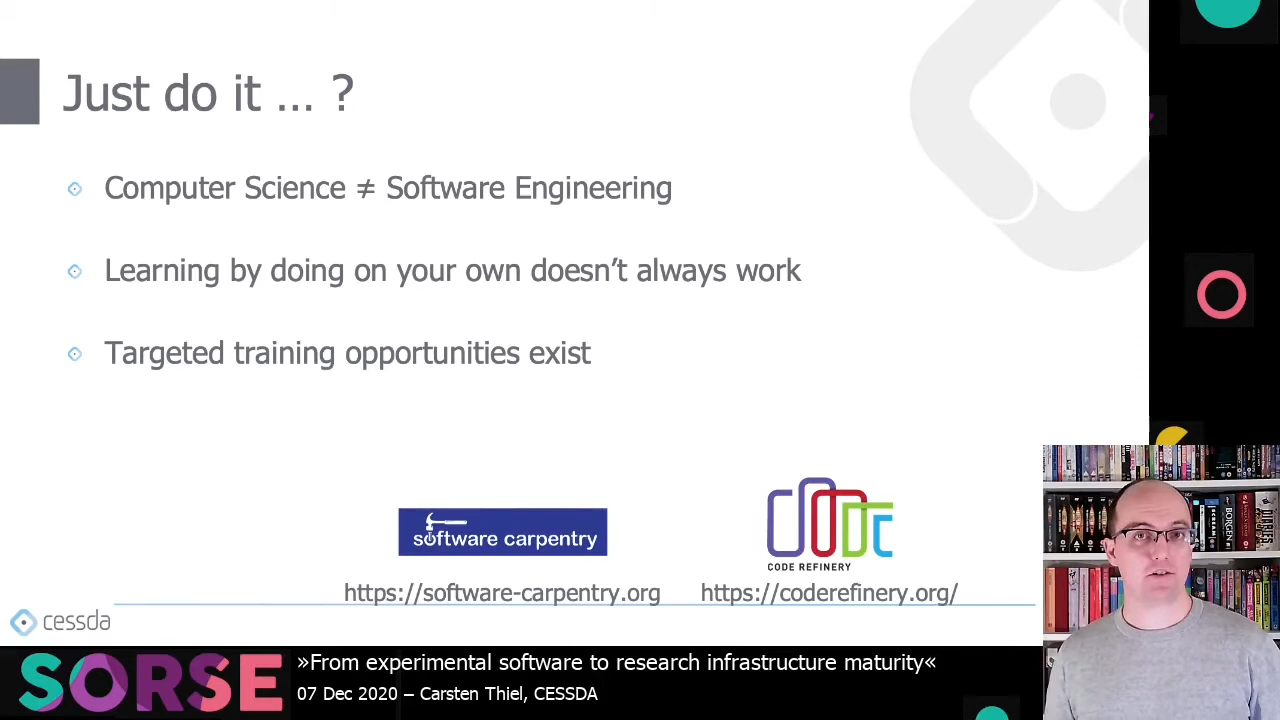 Just do it ... ?
Computer Science ≠ Software Engineering
Learning by doing on your own doesn’t always work
Targeted training opportunities exist
software carpentry
CODE REFINERY
https://software-carpentry.org
https://coderefinery.org/
cessda
SORSE
»From experimental software to research infrastructure maturity«
07 Dec 2020 – Carsten Thiel, CESSDA
BORGEN